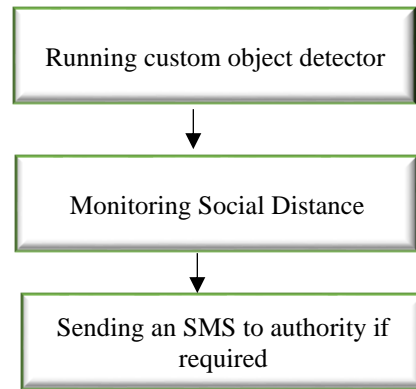 Running custom object detector
Monitoring Social Distance
Sending an SMS to authority if
required